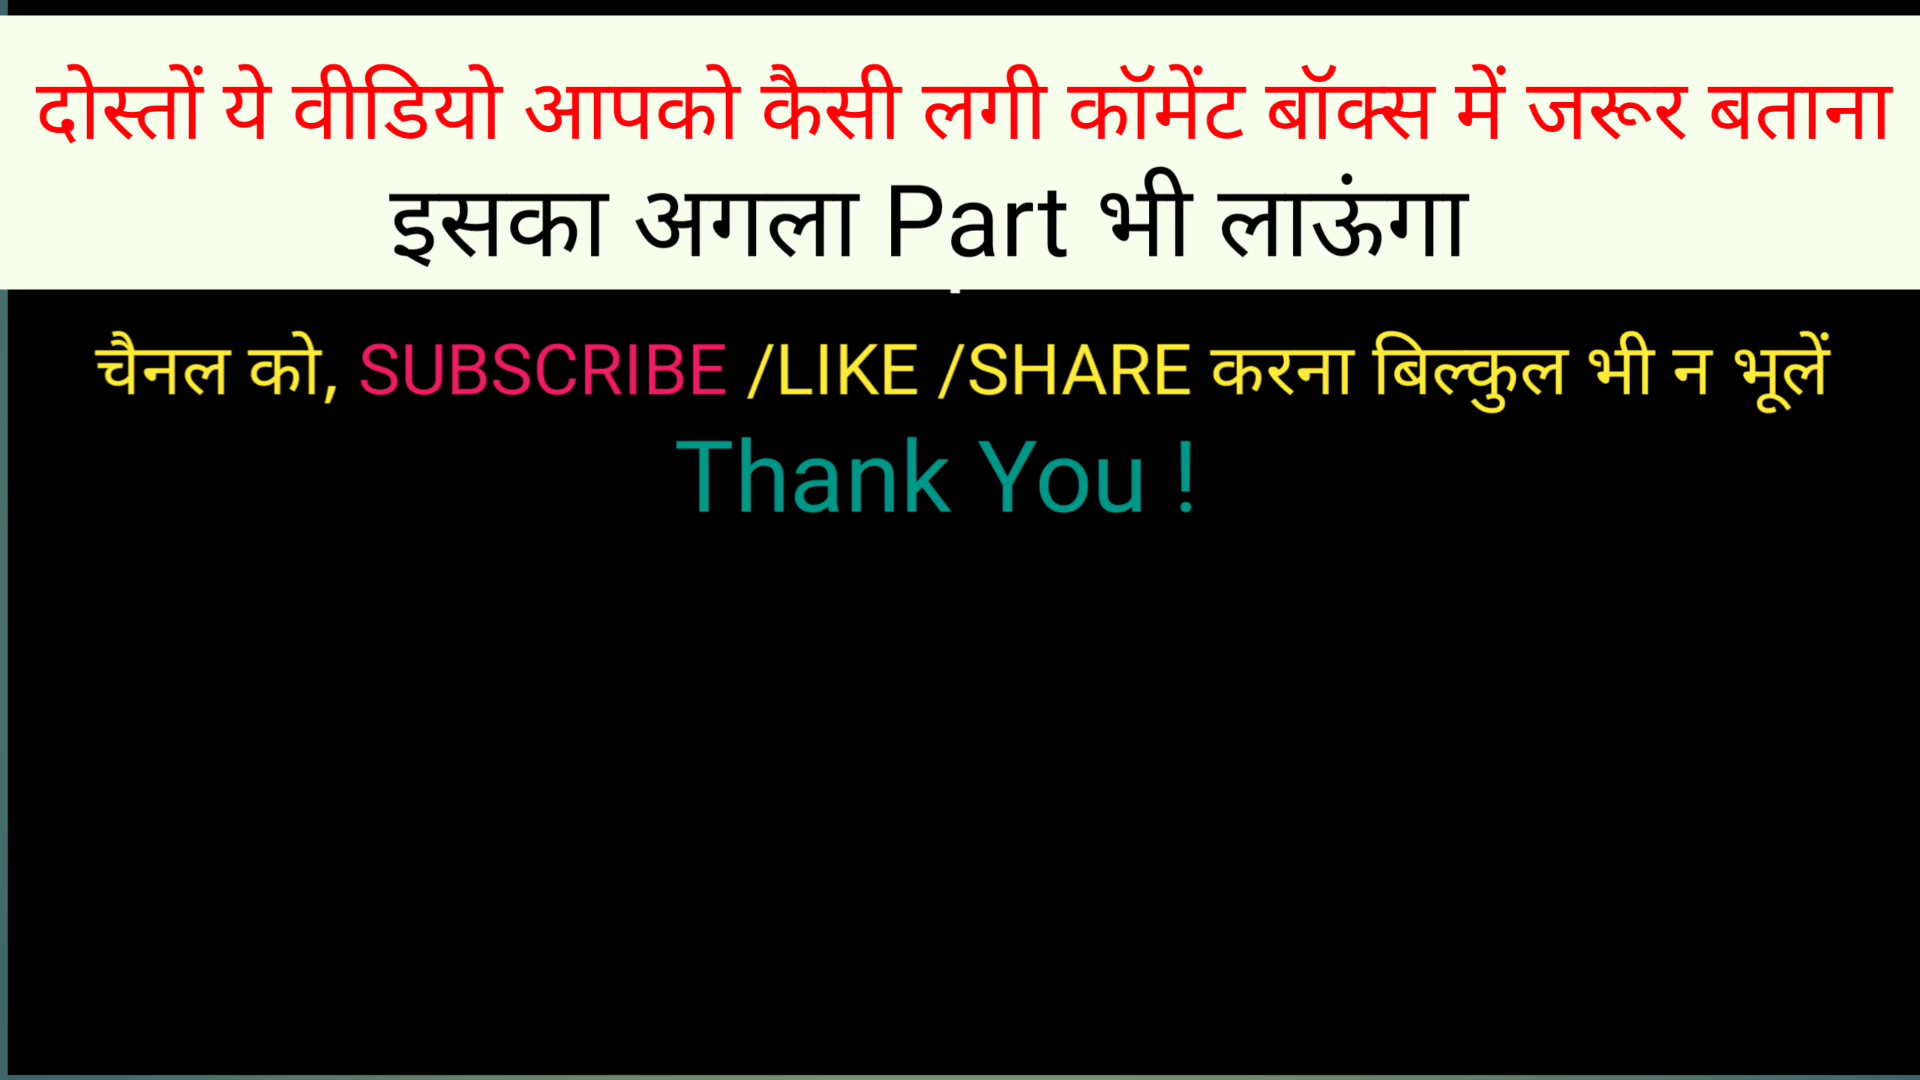 दोस्तों ये वीडियो आपको कैसी लगी कॉमेंट बॉक्स में जरूर बताना
इसका अगला Part भी लाऊंगा
चैनल को, SUBSCRIBE /LIKE /SHARE करना बिल्कुल भी न भूलें
Thank You !